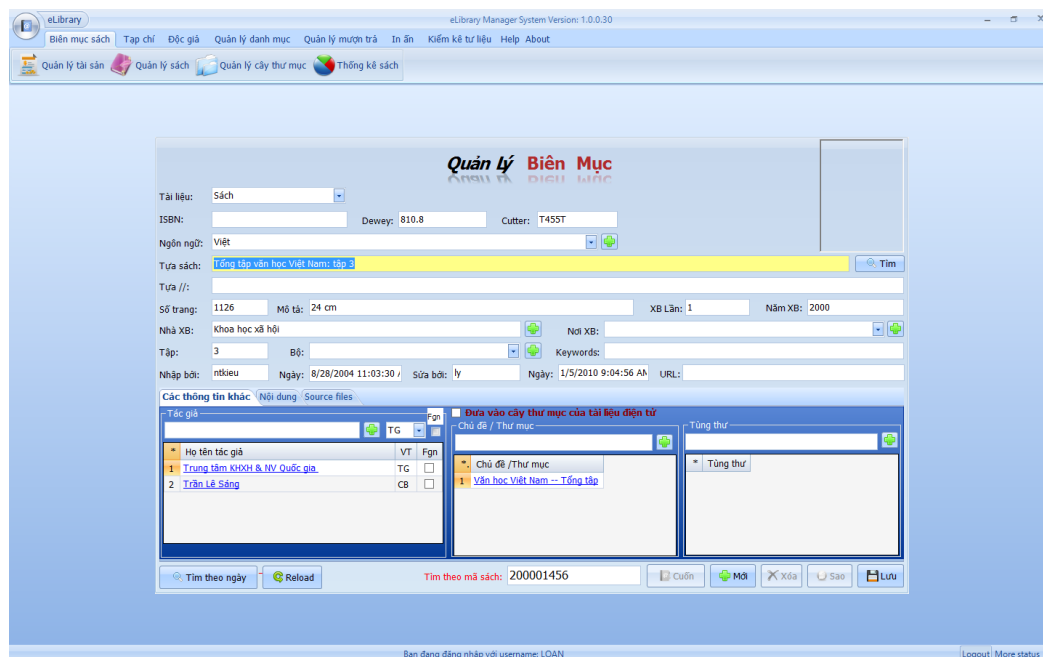 eLibrary
eLibrary Manager System Version: 1.0.0.30
Biên mục sách Tạp chí Độc giả Quản lý danh mục Quản lý mượn trả In ấn Kiểm kê tư liệu Help About
Quản lý tài sản Quản lý sách Quản lý cây thư mục Thống kê sách
Quản lý Biên Mục
Tài liệu: Sách
ISBN: Dewey: 810.8 Cutter: T455T
Ngôn ngữ: Việt
Tựa sách: Tổng tập văn học Việt Nam: tập 3 Tìm
Tựa //:
Số trang: 1126 Mô tả: 24 cm XB Lần: 1 Năm XB: 2000
Nhà XB: Khoa học xã hội Nơi XB:
Tập: 3 Bộ: Keywords:
Nhập bởi: ntkieu Ngày: 8/28/2004 11:03:30 Sửa bởi: ly Ngày: 1/5/2010 9:04:56 AM URL:
Các thông tin khác Nội dung Source files
Tác giả Fgn Đưa vào cây thư mục của tài liệu điện tử
TG Chủ đề / Thư mục Tùng thư
* Họ tên tác giả VT Fgn *. Chủ đề /Thư mục * Tùng thư
1 Trung tâm KHXH & NV Quốc gia TG 1 Văn học Việt Nam -- Tổng tập
2 Trần Lê Sáng CB
Tìm theo ngày Reload Tìm theo mã sách: 200001456 Cuốn Mới Xóa Sao Lưu
Bạn đang đăng nhập với username: LOAN Logout More status